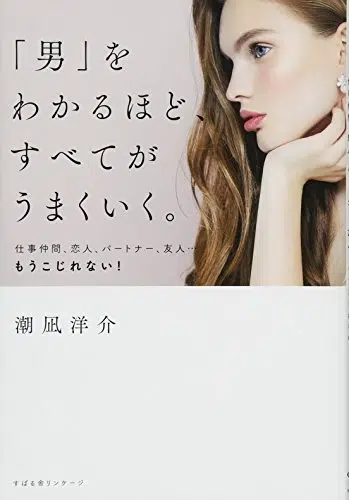 「男」を
わかるほど、
すべてが
うまくいく。
仕事仲間、恋人、パートナー、友人…
もうこじれない！
潮凪洋介
すばる舎リンケージ